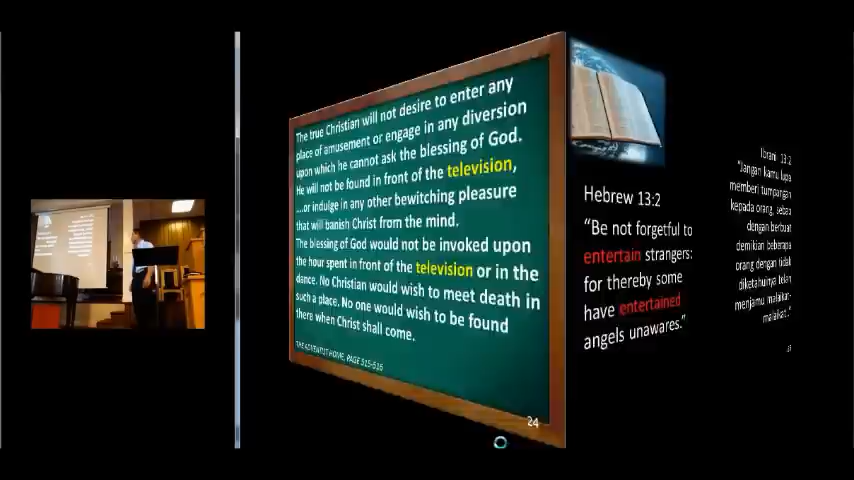 The true Christian will not desire to enter any
place of amusement or engage in any diversion
upon which he cannot ask the blessing of God.
He will not be found in front of the television,
....or indulge in any other bewitching pleasure
that will banish Christ from the mind.
The blessing of God would not be invoked upon
the hour spent in front of the television or in the
dance. No Christian would wish to meet death in
such a place. No one would wish to be found
there when Christ shall come.
THE ADVENTIST HOME, PAGE 515-516
24
Hebrew 13:2
“Be not forgetful to
entertain strangers:
for thereby some
have entertained
angels unawares.”
Ibrani 13:2
"Jangan kamu lupa
memberi tumpangan
kepada orang, sebab
dengan berbuat
demikian beberapa
orang dengan tidak
diketahuinya telah
menjamu malaikat-
malaikat."